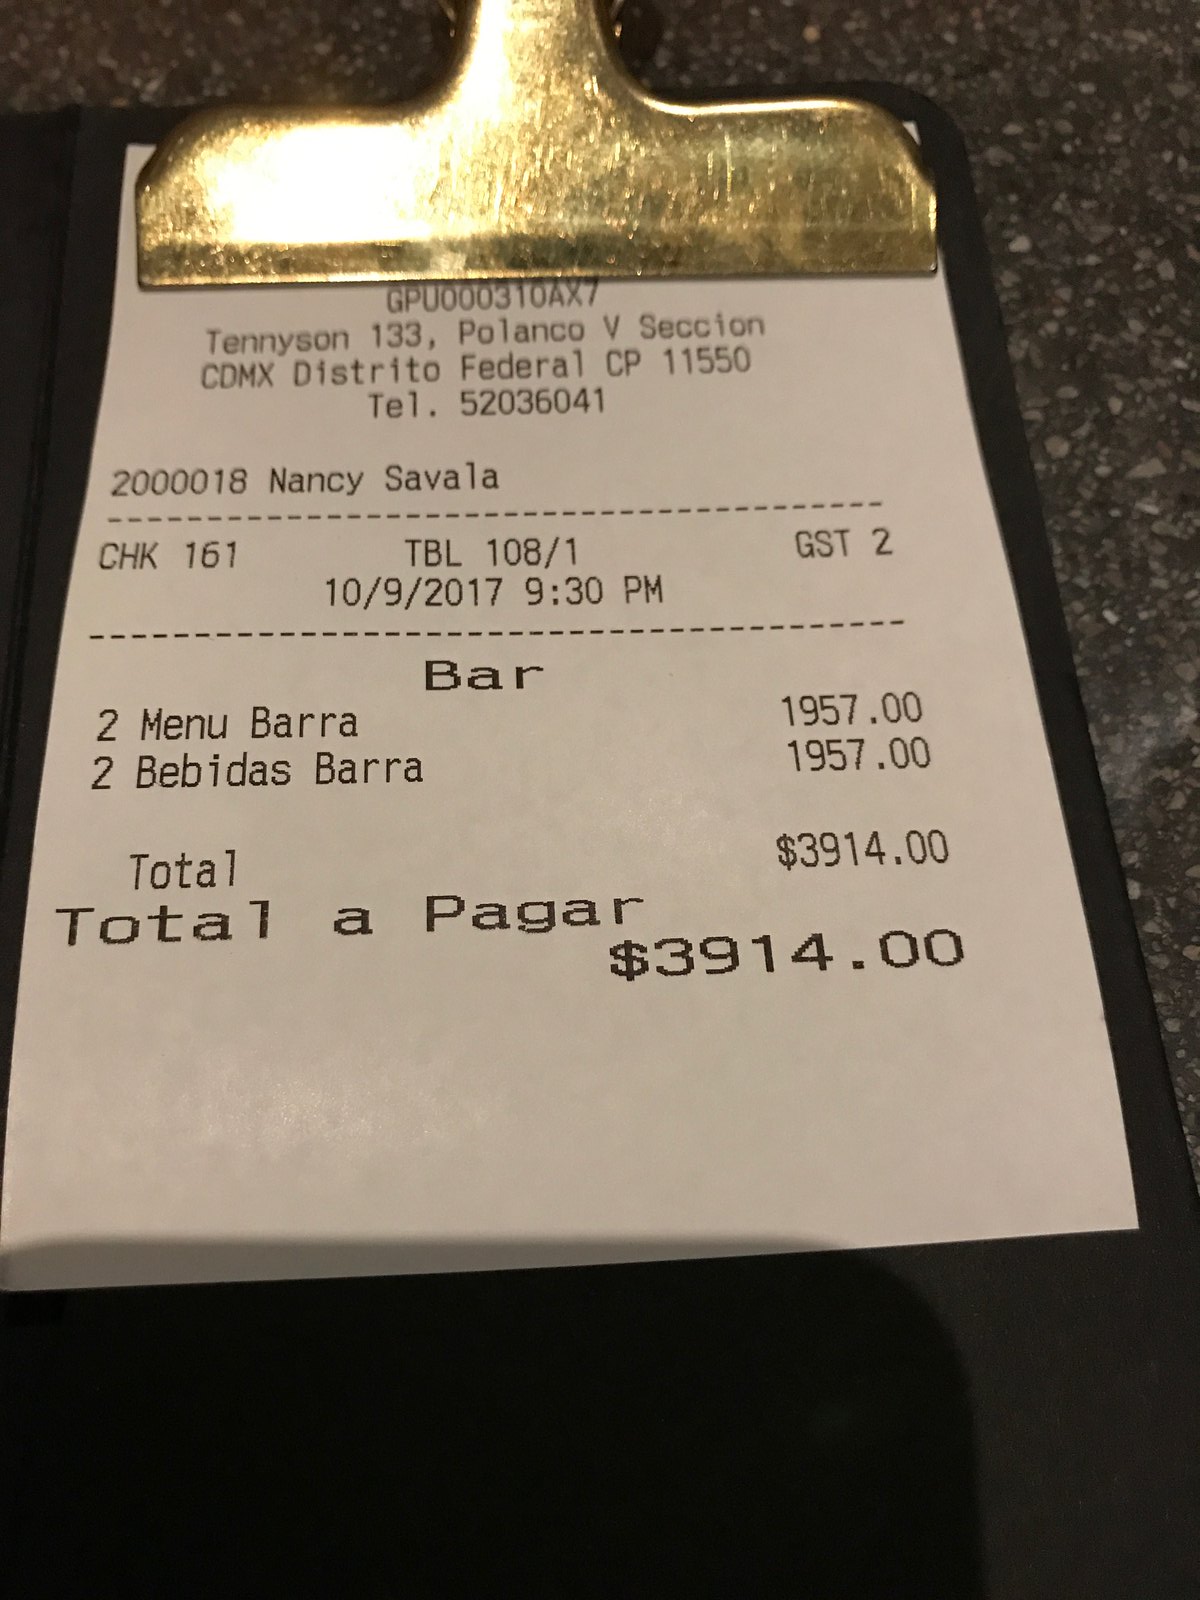 GPU000310AX7
Tennyson 133, Polanco V Seccion
CDMX Distrito Federal CP 11550
Tel. 52036041
2000018 Nancy Savala
----------------------------------------
CHK 161 TBL 108/1 GST 2
10/9/2017 9:30 PM
----------------------------------------
Bar
2 Menu Barra 1957.00
2 Bebidas Barra 1957.00
Total $3914.00
Total a Pagar
$3914.00